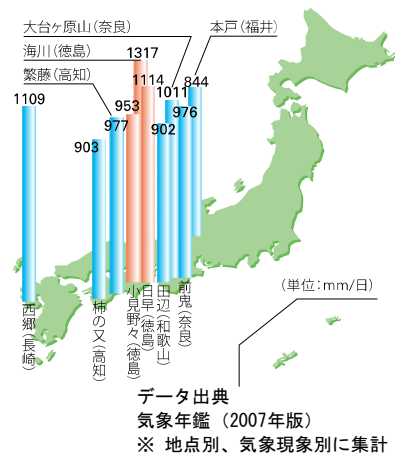 大台ヶ原山(奈良)
本戸(福井)
海川(徳島)
1317
繁藤(高知)
1114
1011
844
1109
953
976
977
902
903
(単位:mm/日)
西郷(長崎)
柿の又(高知)
小見野々(徳島)
日早(徳島)
田辺(和歌山)
前鬼(奈良)
データ出典
気象年鑑(2007年版)
※ 地点別、気象現象別に集計